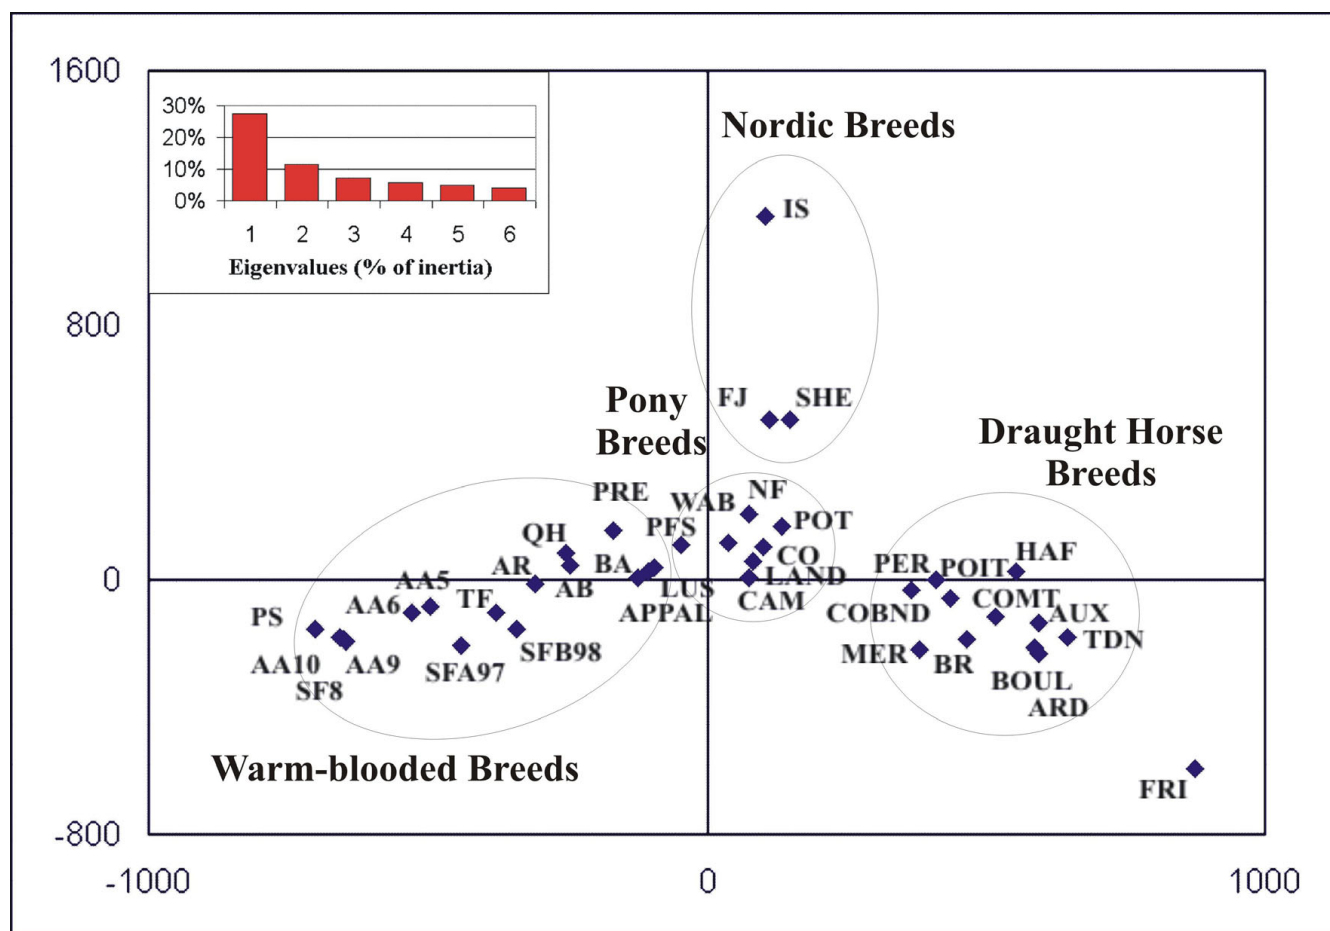 1600
30%
20%
10%
0%
1 2 3 4 5 6
Eigenvalues (% of inertia)
Nordic Breeds
IS
800
FJ SHE
Pony
Breeds
Draught Horse
Breeds
PRE
WAB NF
POT
PFS
QH
CO
BA
AR
AB
LUS
LAND
APPAL
CAM
PER
POIT
HAF
COBND
COMT
AUX
TDN
MER
BR
BOUL
ARD
0
AA5
AA6
TF
PS
AA10
AA9
SF8
SFA97
SFB98
Warm-blooded Breeds
FRI
-800
-1000 0 1000